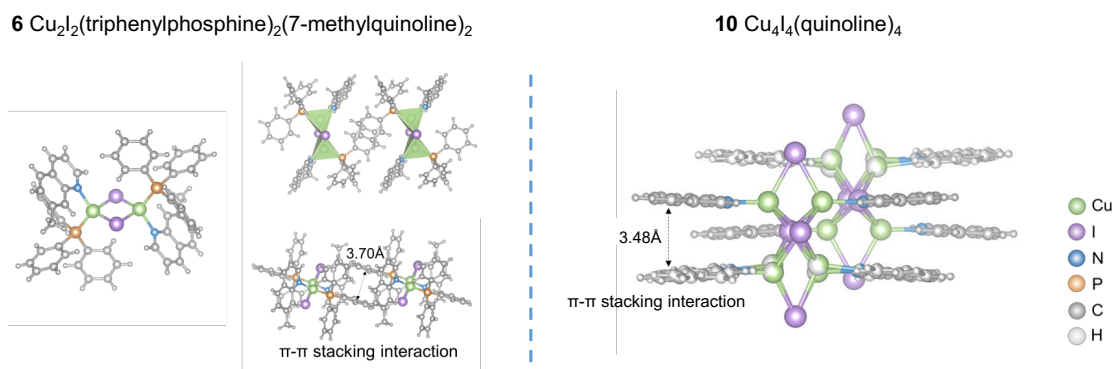 6 Cu₂I₂(triphenylphosphine)₂(7-methylquinoline)₂
10 Cu₄I₄(quinoline)₄
3.70Å
π-π stacking interaction
3.48Å
π-π stacking interaction
Cu
I
N
P
C
H